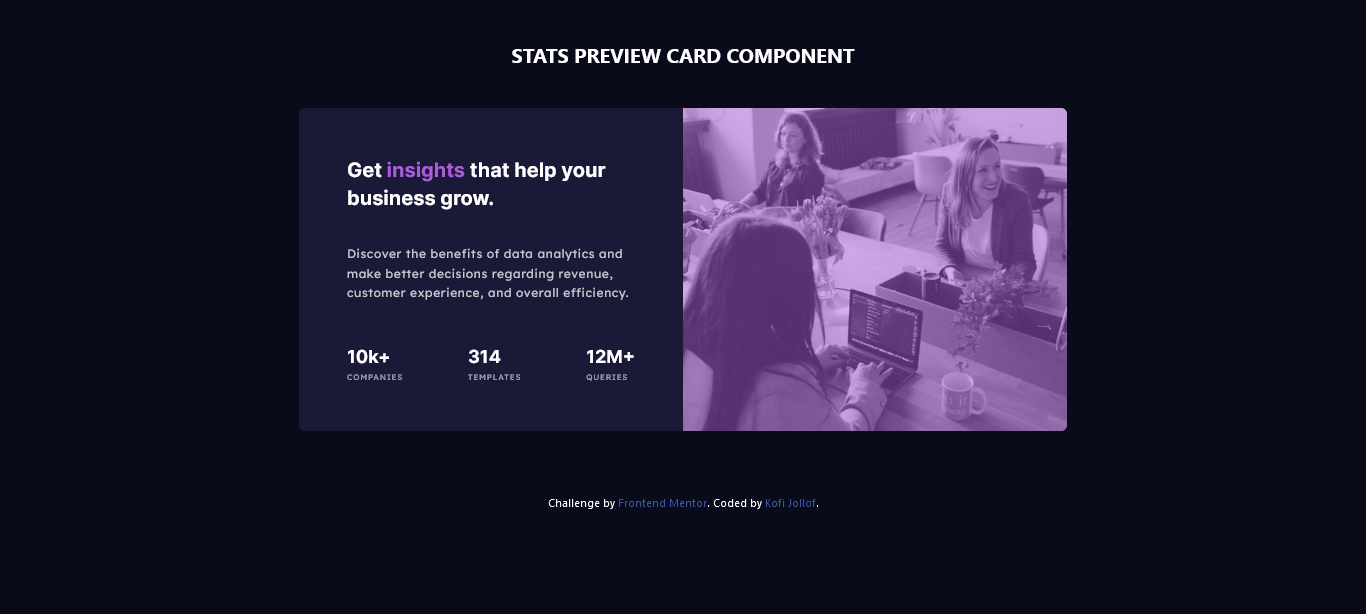 STATS PREVIEW CARD COMPONENT
Get insights that help your
business grow.
Discover the benefits of data analytics and
make better decisions regarding revenue,
customer experience, and overall efficiency.
10k+ 314 12M+
COMPANIES TEMPLATES QUERIES
Challenge by Frontend Mentor. Coded by Kofi Jollof.